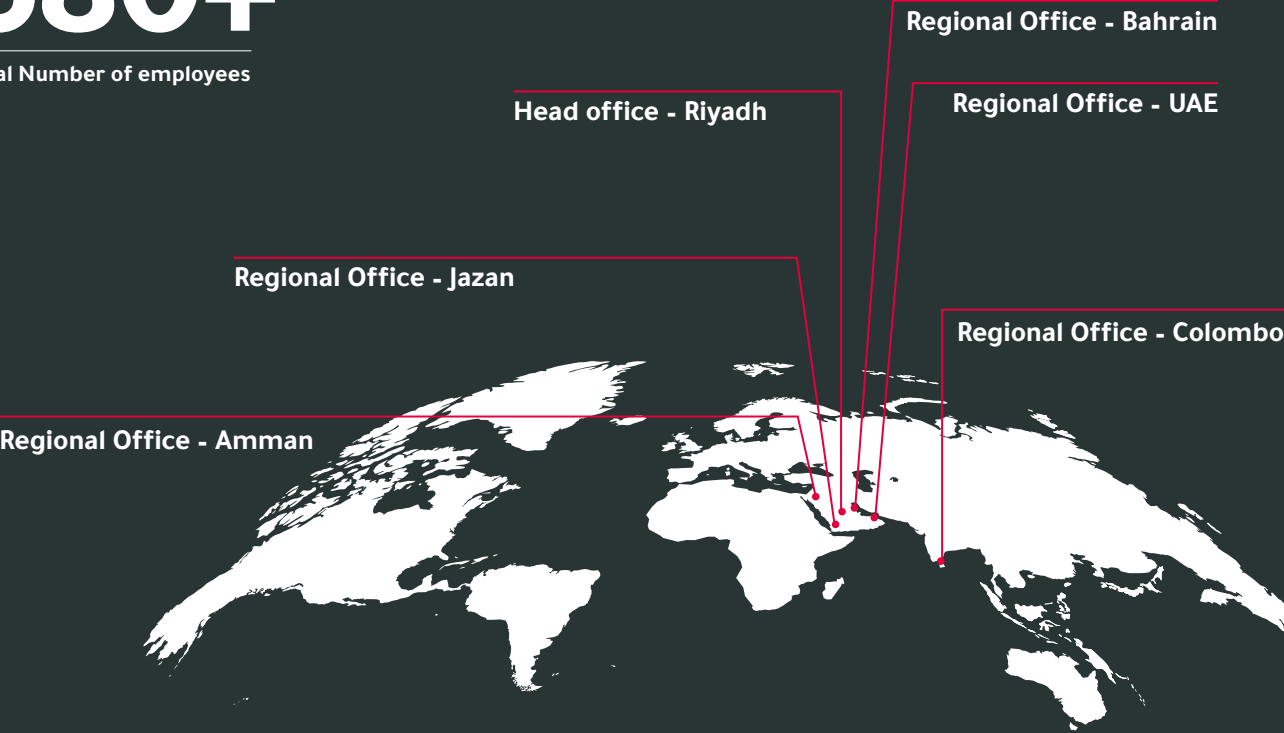 80+
Number of employees
Regional Office - Bahrain
Regional Office - UAE
Head office - Riyadh
Regional Office - Jazan
Regional Office - Colombo
Regional Office - Amman